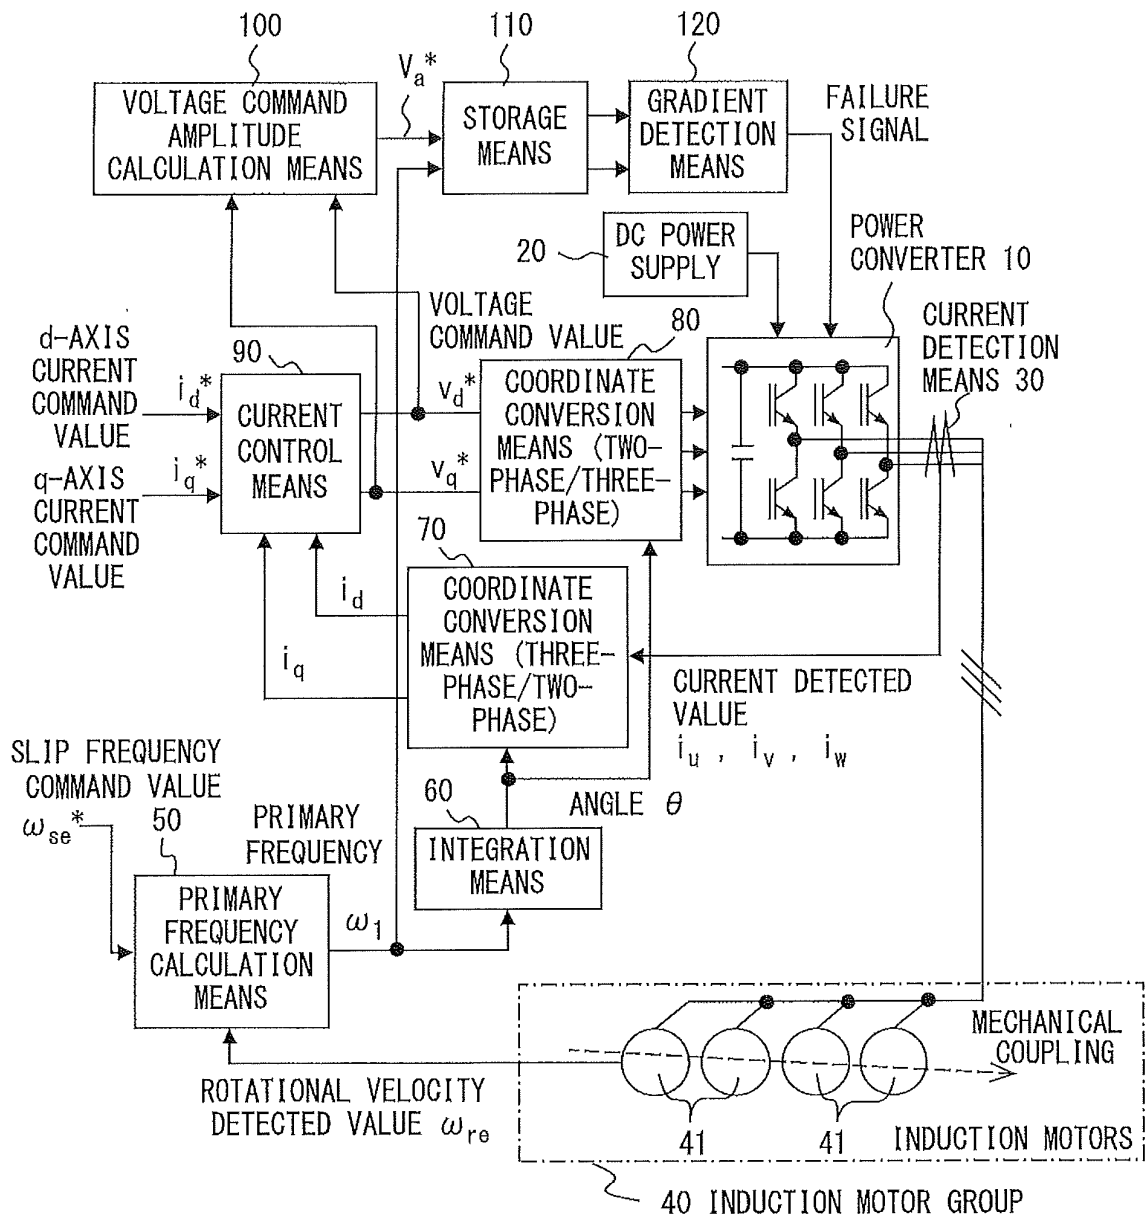 100
110
120
V_a*
VOLTAGE COMMAND
AMPLITUDE
CALCULATION MEANS
STORAGE
MEANS
GRADIENT
DETECTION
MEANS
FAILURE
SIGNAL
20
DC POWER
SUPPLY
POWER
CONVERTER 10
VOLTAGE
COMMAND VALUE
80
CURRENT
DETECTION
MEANS 30
d-AXIS
CURRENT
COMMAND
VALUE
i_d*
90
CURRENT
CONTROL
MEANS
v_d*
COORDINATE
CONVERSION
MEANS (TWO-
PHASE/THREE-
PHASE)
q-AXIS
CURRENT
COMMAND
VALUE
i_q*
v_q*
70
COORDINATE
CONVERSION
MEANS (THREE-
PHASE/TWO-
PHASE)
i_d
i_q
CURRENT DETECTED
VALUE
i_u , i_v , i_w
SLIP FREQUENCY
COMMAND VALUE
ω_se*
50
PRIMARY
FREQUENCY
60
ANGLE θ
INTEGRATION
MEANS
PRIMARY
FREQUENCY
CALCULATION
MEANS
ω_1
ROTATIONAL VELOCITY
DETECTED VALUE ω_re
MECHANICAL
COUPLING
41
41
INDUCTION MOTORS
40 INDUCTION MOTOR GROUP